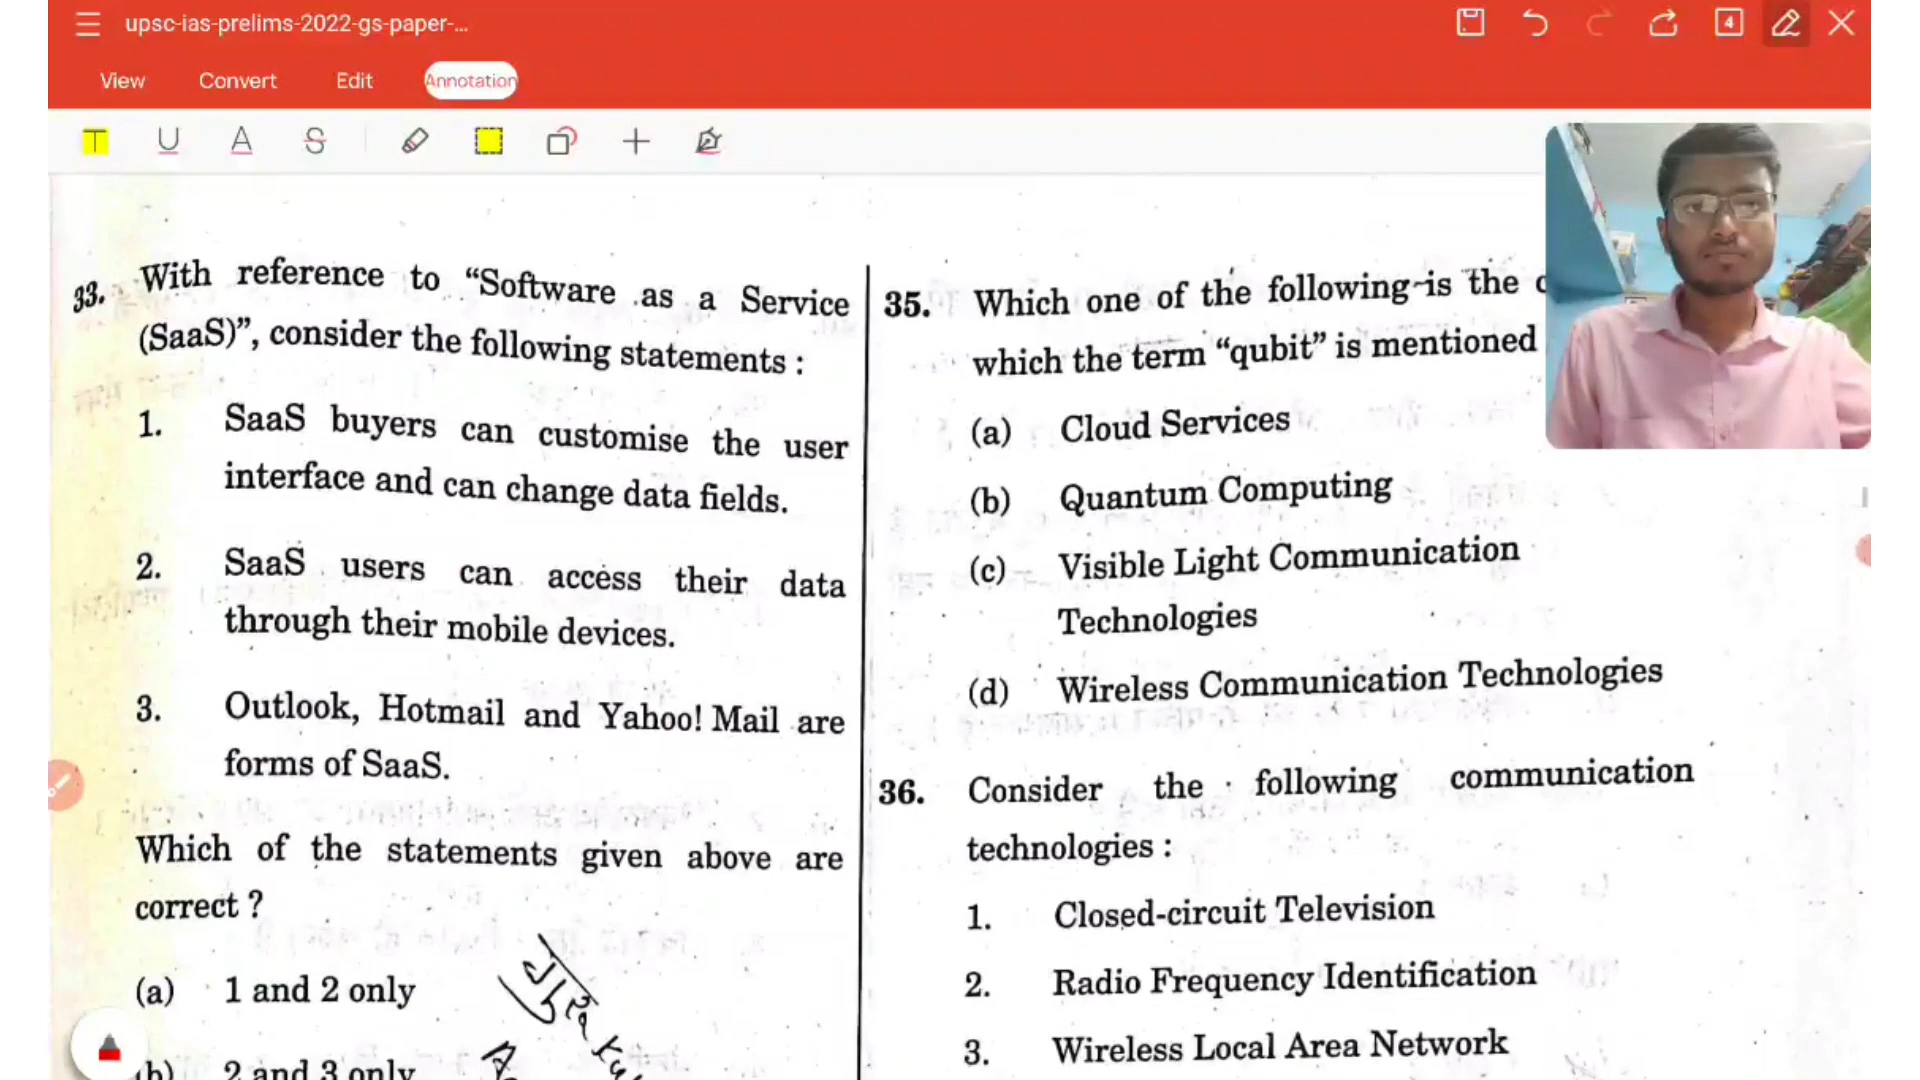 upsc-ias-prelims-2022-gs-paper-...
4
View Convert Edit Annotation
T U A S
33. With reference to “Software as a Service
(SaaS)”, consider the following statements :
1. SaaS buyers can customise the user
interface and can change data fields.
2. SaaS users can access their data
through their mobile devices.
3. Outlook, Hotmail and Yahoo! Mail are
forms of SaaS.
Which of the statements given above are
correct ?
(a) 1 and 2 only
(b) 2 and 3 only
35. Which one of the following is the
which the term “qubit” is mentioned
(a) Cloud Services
(b) Quantum Computing
(c) Visible Light Communication
Technologies
(d) Wireless Communication Technologies
36. Consider the following communication
technologies :
1. Closed-circuit Television
2. Radio Frequency Identification
3. Wireless Local Area Network